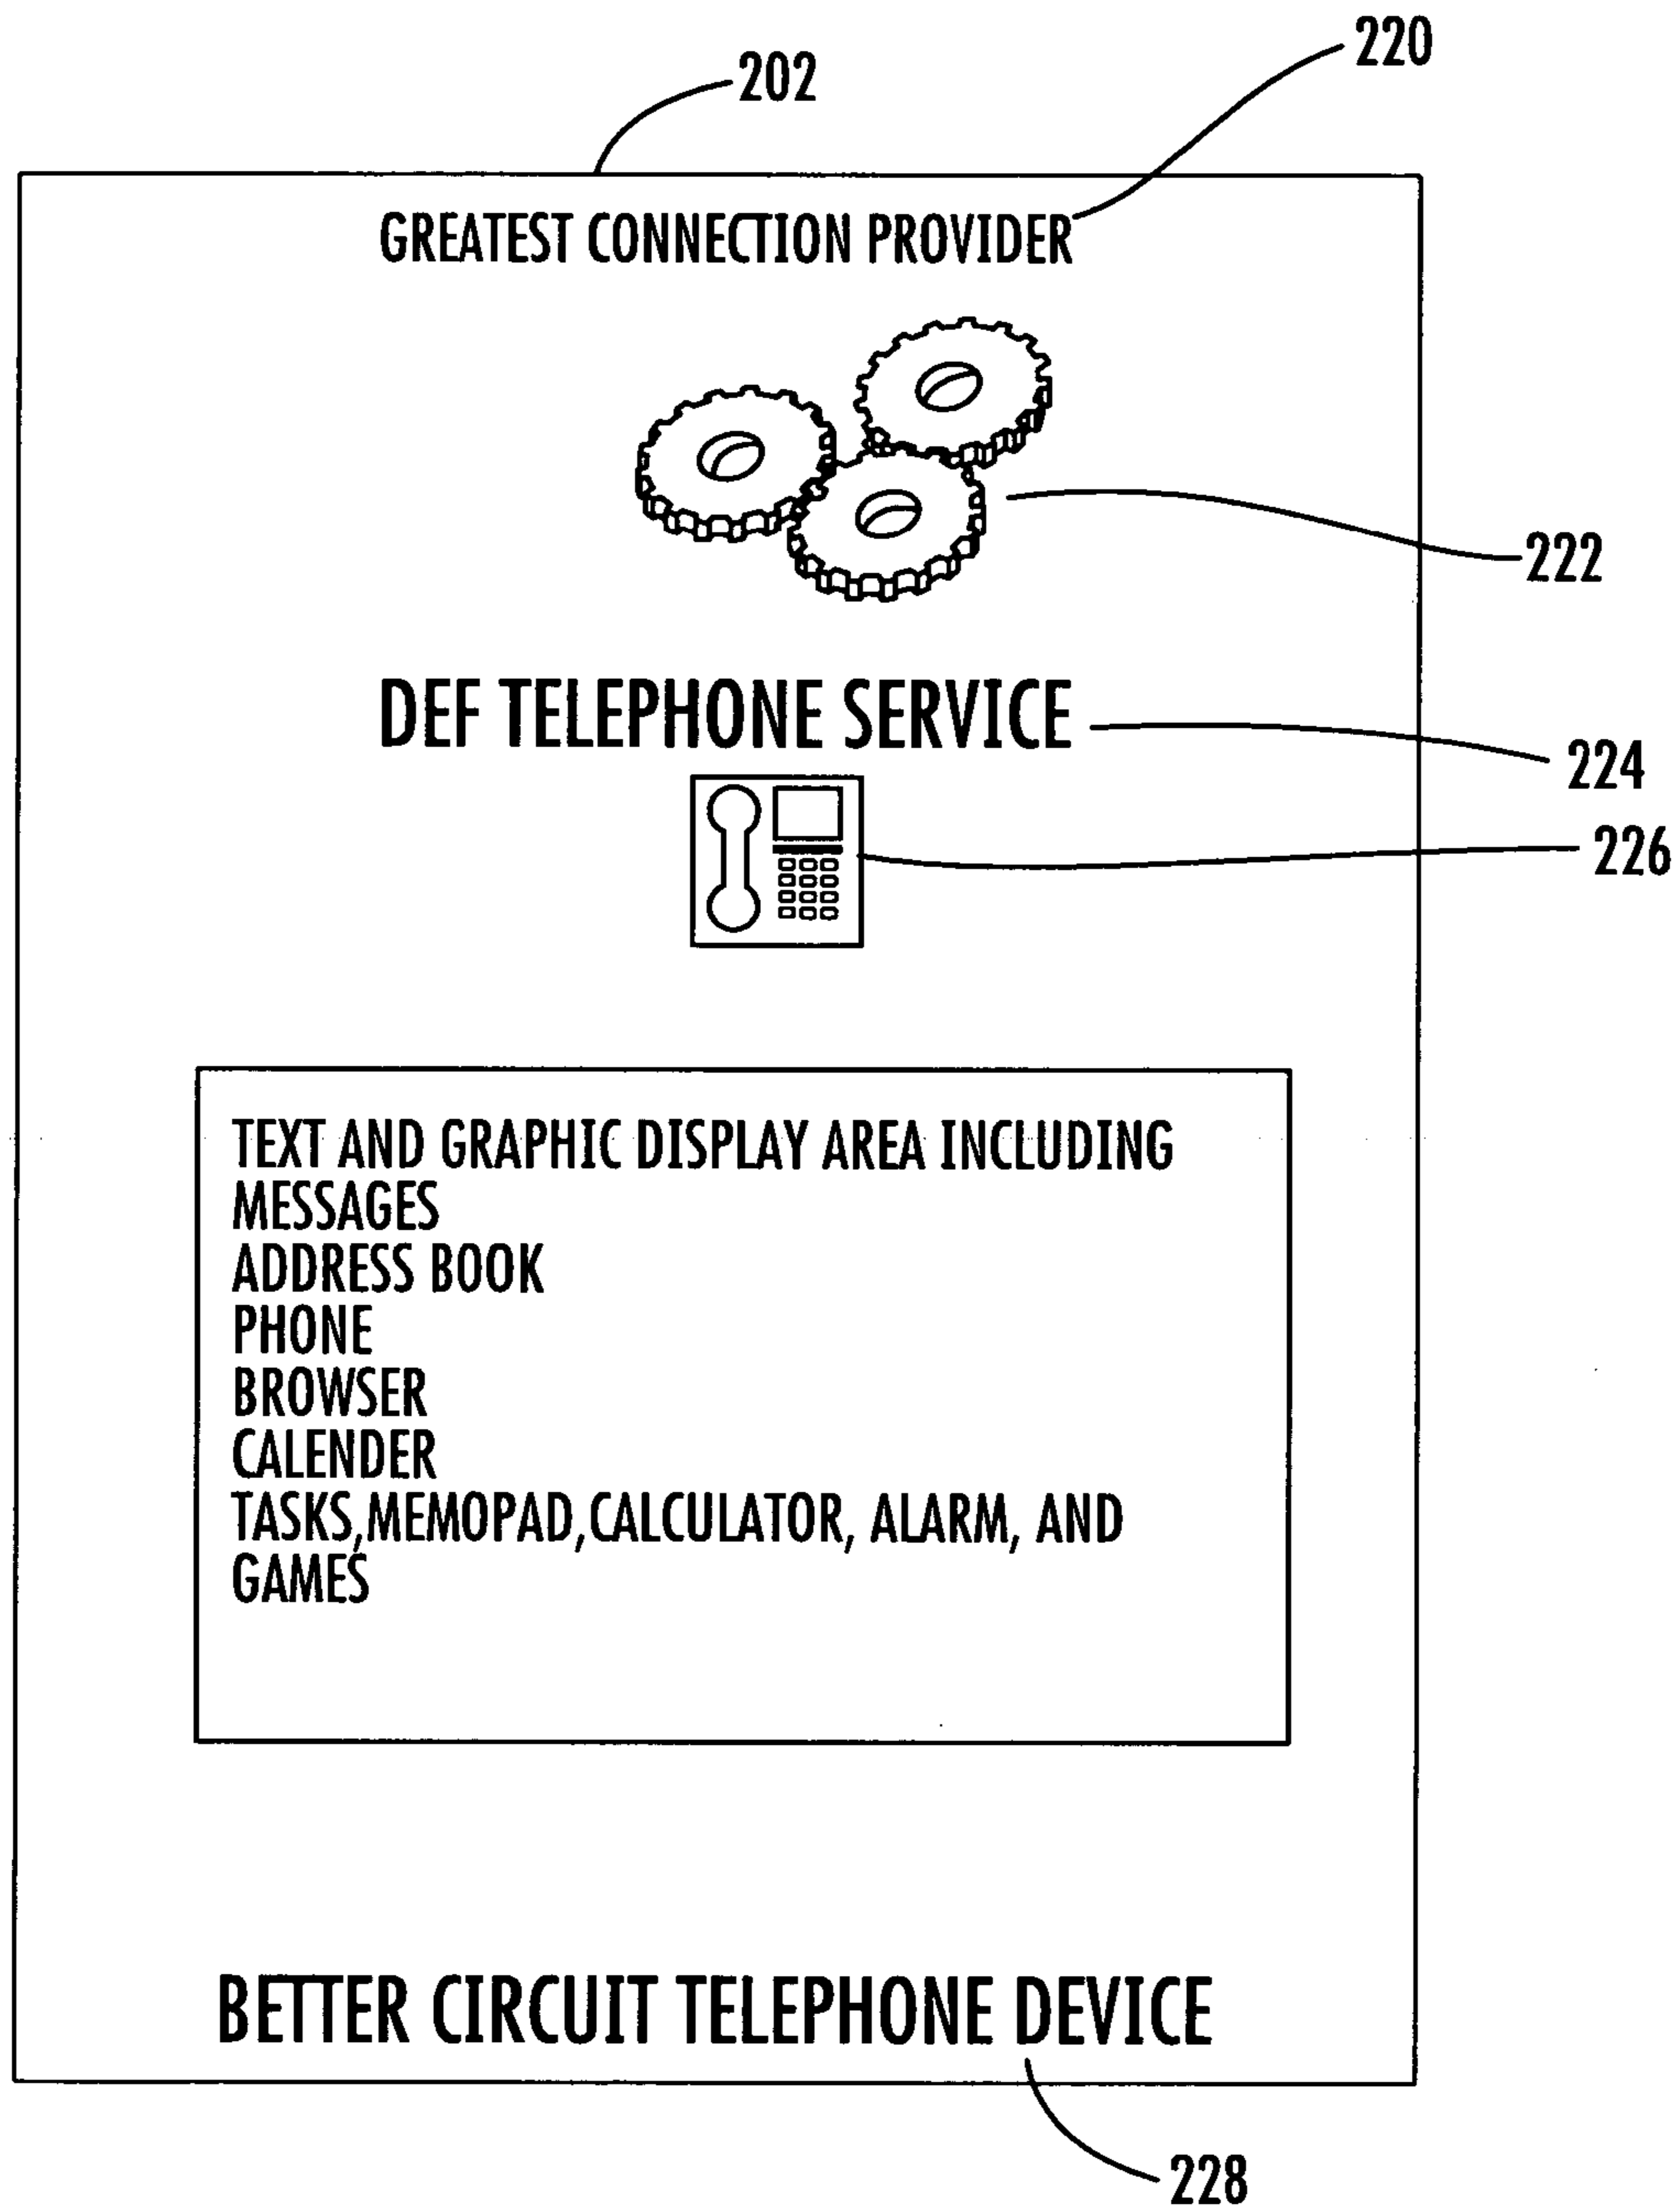 220
202
GREATEST CONNECTION PROVIDER
222
DEF TELEPHONE SERVICE
224
226
TEXT AND GRAPHIC DISPLAY AREA INCLUDING
MESSAGES
ADDRESS BOOK
PHONE
BROWSER
CALENDER
TASKS,MEMOPAD,CALCULATOR, ALARM, AND
GAMES
BETTER CIRCUIT TELEPHONE DEVICE
228